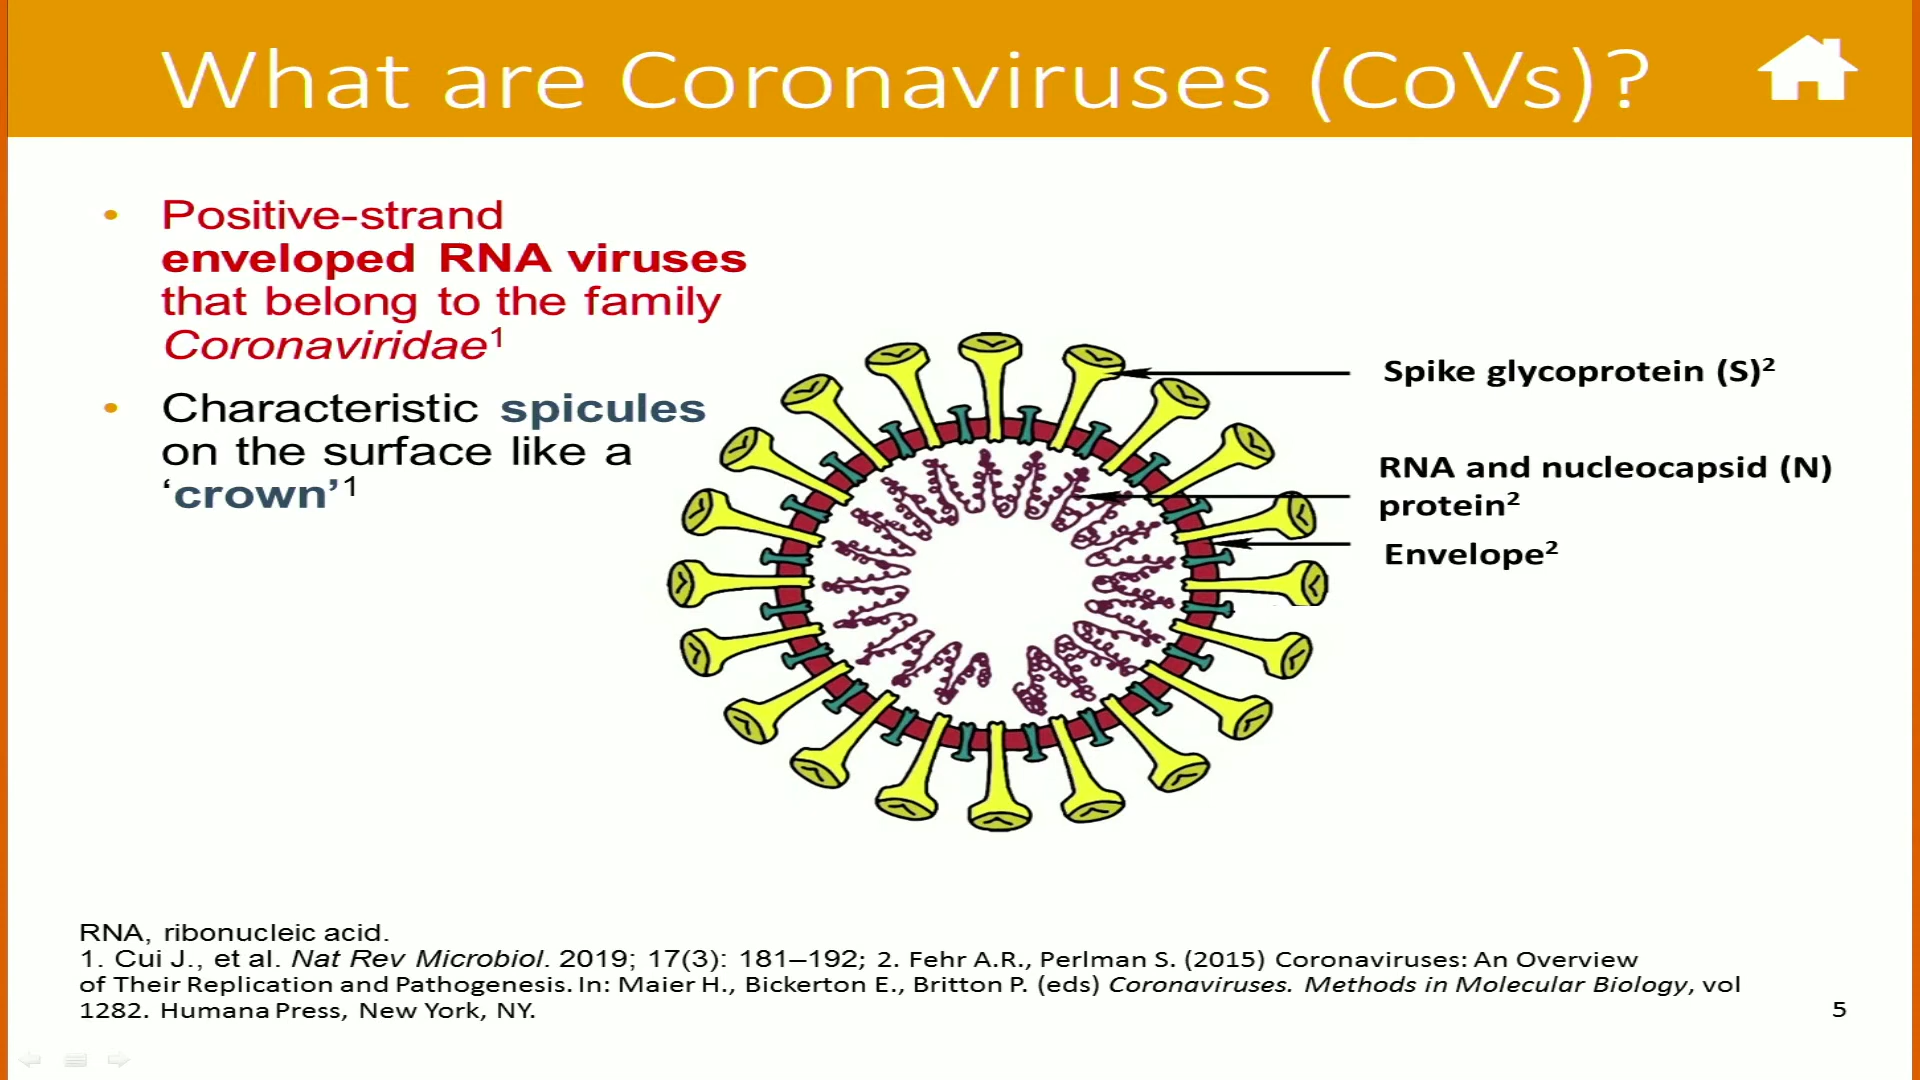 What are Coronaviruses (CoVs)?
• Positive-strand
enveloped RNA viruses
that belong to the family
Coronaviridae¹
• Characteristic spicules
on the surface like a
‘crown’¹
Spike glycoprotein (S)²
RNA and nucleocapsid (N)
protein²
Envelope²
RNA, ribonucleic acid.
1. Cui J., et al. Nat Rev Microbiol. 2019; 17(3): 181–192; 2. Fehr A.R., Perlman S. (2015) Coronaviruses: An Overview
of Their Replication and Pathogenesis. In: Maier H., Bickerton E., Britton P. (eds) Coronaviruses. Methods in Molecular Biology, vol
1282. Humana Press, New York, NY.
5